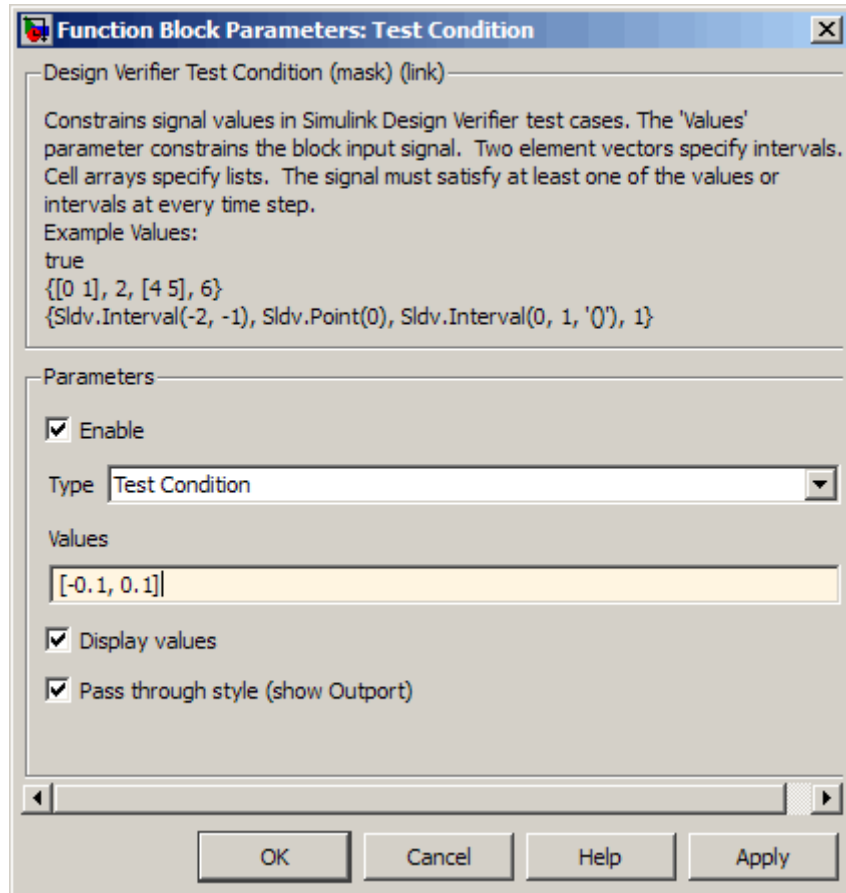 Function Block Parameters: Test Condition
Design Verifier Test Condition (mask) (link)
Constrains signal values in Simulink Design Verifier test cases. The 'Values'
parameter constrains the block input signal.  Two element vectors specify intervals.
Cell arrays specify lists.  The signal must satisfy at least one of the values or
intervals at every time step.
Example Values:
true
{[0 1], 2, [4 5], 6}
{Sldv.Interval(-2, -1), Sldv.Point(0), Sldv.Interval(0, 1, '()'), 1}
Parameters
Enable
Type Test Condition
Values
[-0.1, 0.1]
Display values
Pass through style (show Outport)
OK Cancel Help Apply